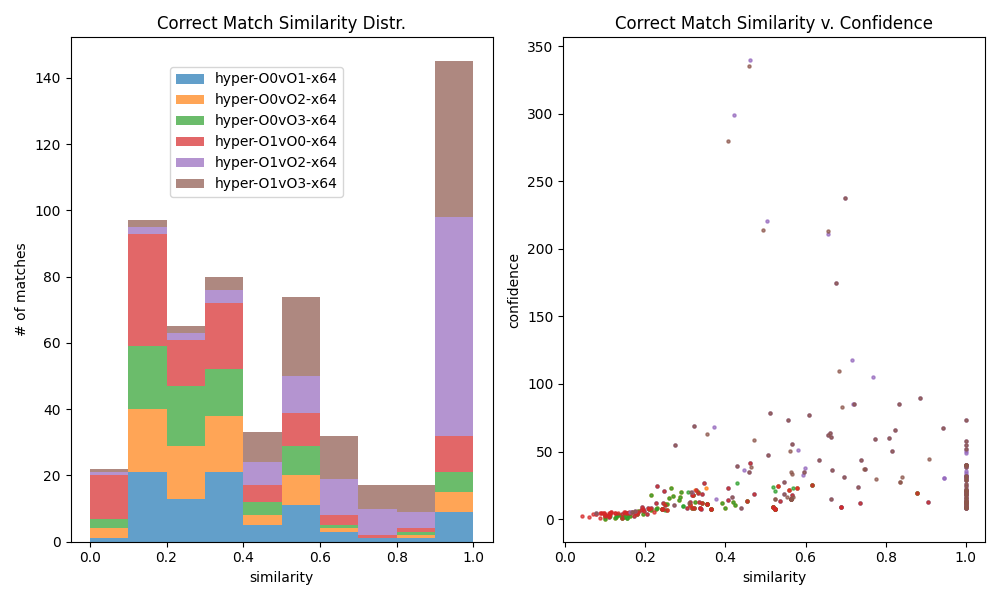 Correct Match Similarity Distr.
# of matches
140
120
100
80
60
40
20
0
hyper-O0vO1-x64
hyper-O0vO2-x64
hyper-O0vO3-x64
hyper-O1vO0-x64
hyper-O1vO2-x64
hyper-O1vO3-x64
0.0 0.2 0.4 0.6 0.8 1.0
similarity
Correct Match Similarity v. Confidence
confidence
350
300
250
200
150
100
50
0
0.0 0.2 0.4 0.6 0.8 1.0
similarity